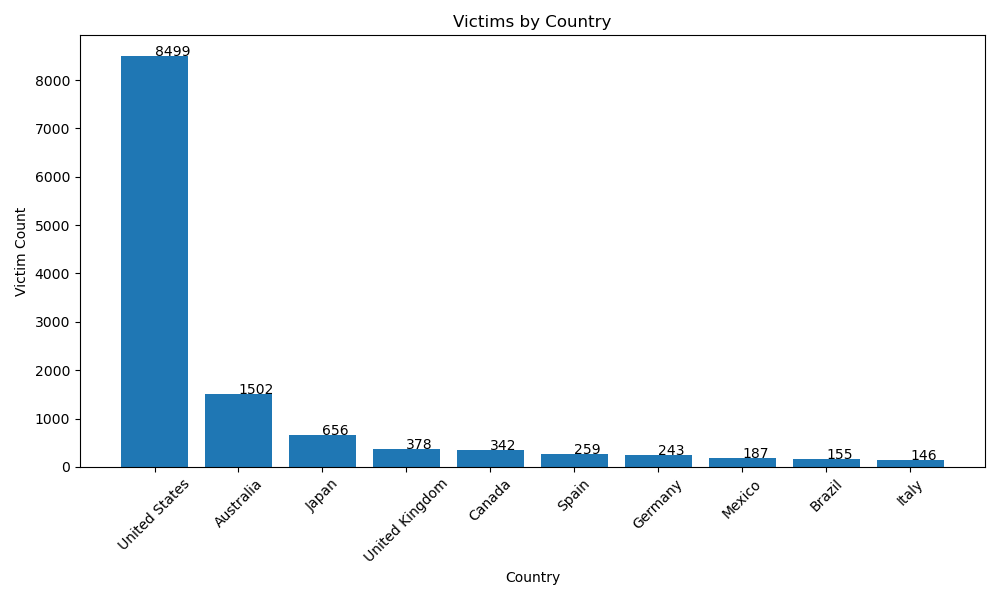 Victims by Country
Victim Count
8000
7000
6000
5000
4000
3000
2000
1000
0
8499
1502
656
378
342
259
243
187
155
146
United States
Australia
Japan
United Kingdom
Canada
Spain
Germany
Mexico
Brazil
Italy
Country